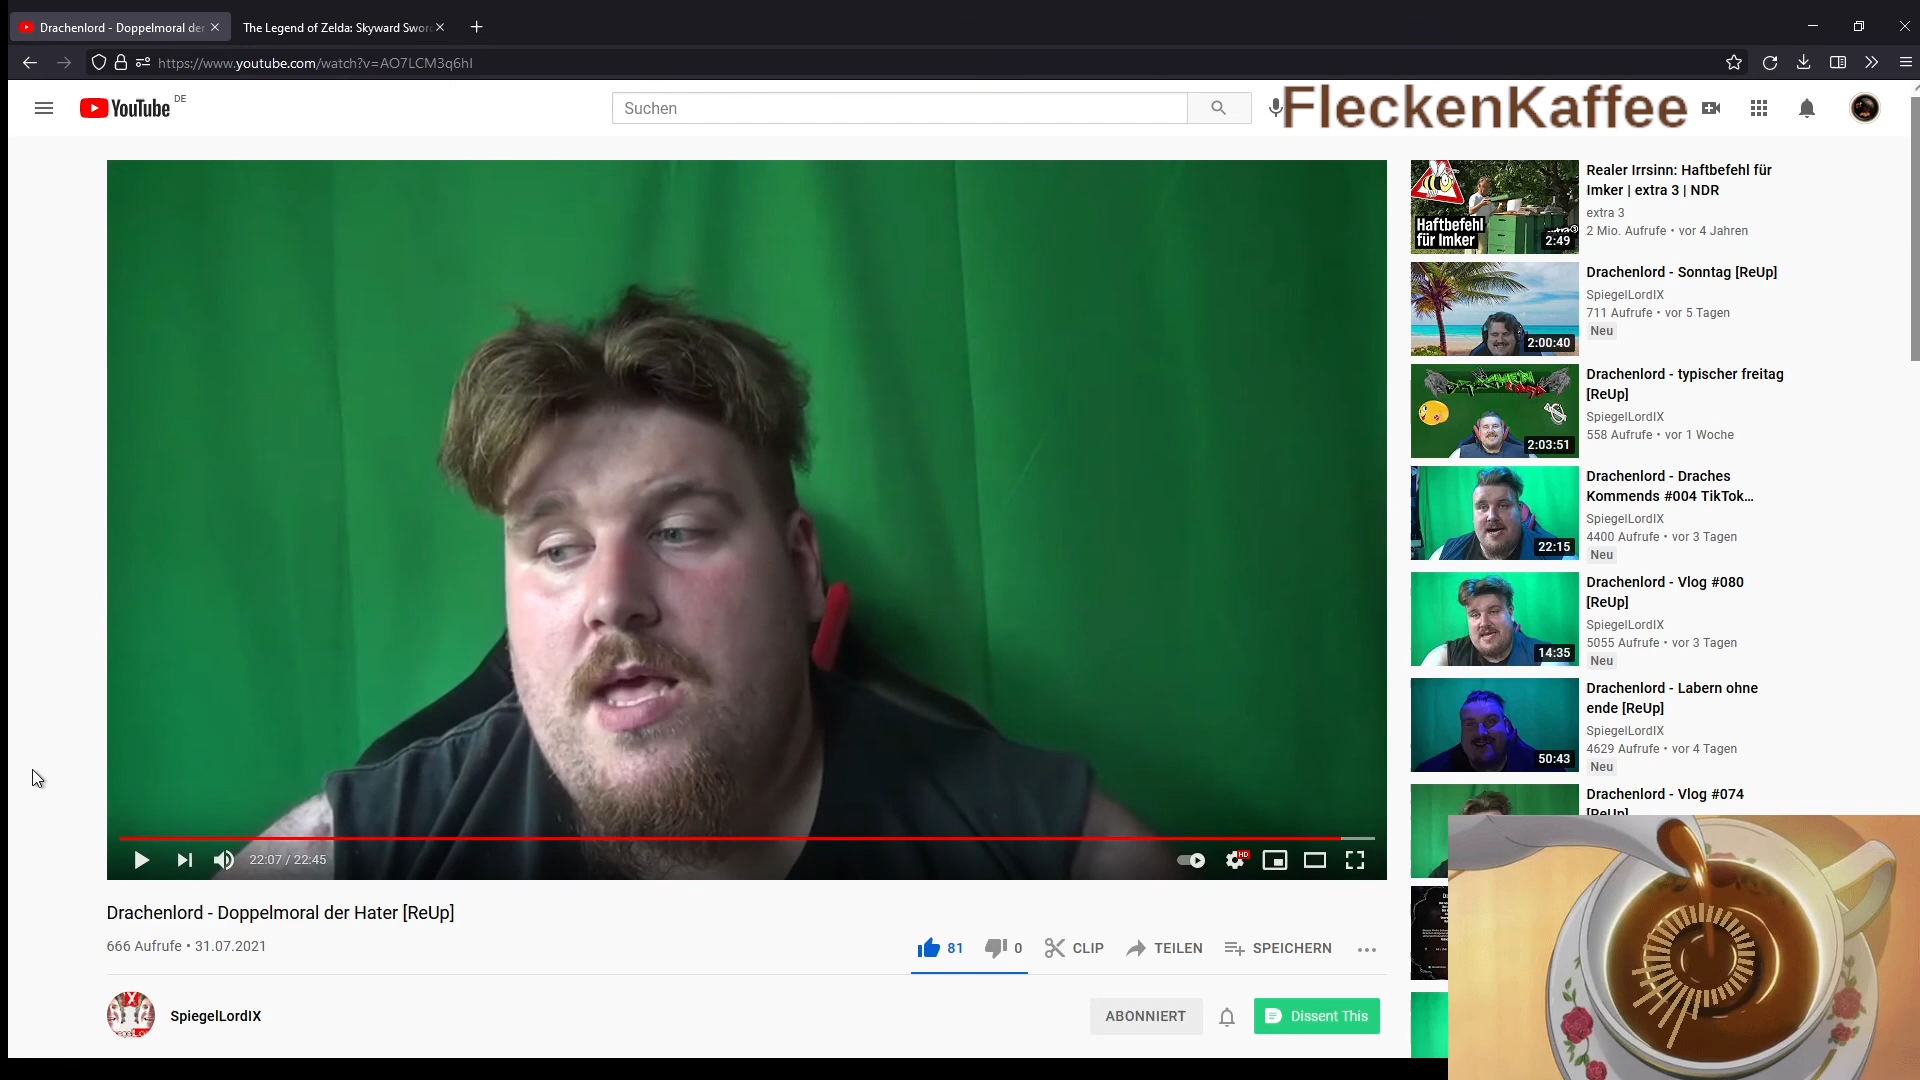 Drachenlord - Doppelmoral der
The Legend of Zelda: Skyward Swor
https://www.youtube.com/watch?v=AO7LCM3q6hI
YouTube DE
Suchen
FleckenKaffee
Haftbefehl
für Imker
2:49
Realer Irrsinn: Haftbefehl für
Imker | extra 3 | NDR
extra 3
2 Mio. Aufrufe • vor 4 Jahren
2:00:40
Drachenlord - Sonntag [ReUp]
SpiegelLordIX
711 Aufrufe • vor 5 Tagen
Neu
2:03:51
Drachenlord - typischer freitag
[ReUp]
SpiegelLordIX
558 Aufrufe • vor 1 Woche
22:15
Drachenlord - Draches
Kommends #004 TikTok...
SpiegelLordIX
4400 Aufrufe • vor 3 Tagen
Neu
14:35
Drachenlord - Vlog #080
[ReUp]
SpiegelLordIX
5055 Aufrufe • vor 3 Tagen
Neu
50:43
Drachenlord - Labern ohne
ende [ReUp]
SpiegelLordIX
4629 Aufrufe • vor 4 Tagen
Neu
Drachenlord - Vlog #074
[ReUp]
22:07 / 22:45
HD
Drachenlord - Doppelmoral der Hater [ReUp]
666 Aufrufe • 31.07.2021
81
0
CLIP
TEILEN
SPEICHERN
SpiegelLordIX
ABONNIERT
Dissent This